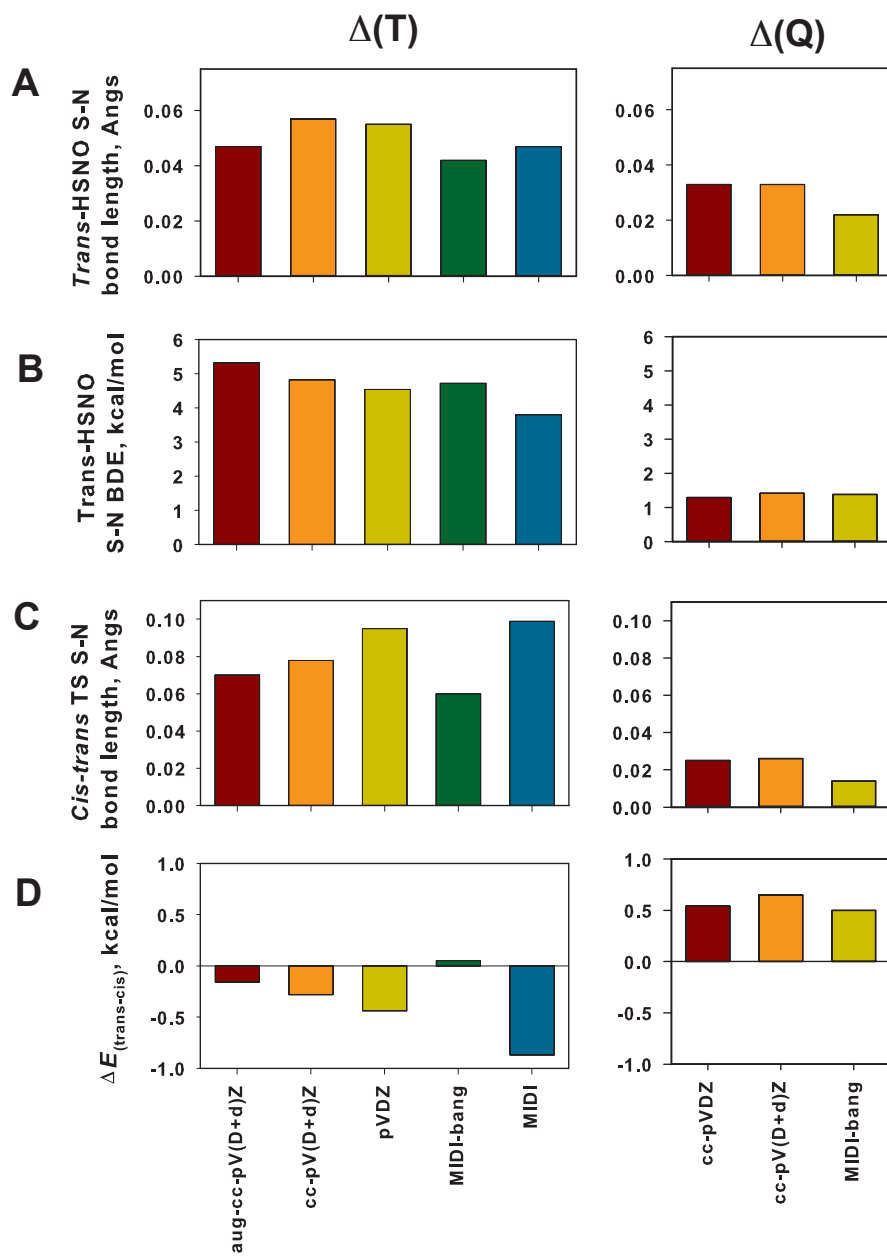 Δ(T)
Δ(Q)
A
Trans-HSNO S-N
bond length, Angs
0.06
0.04
0.02
0.00
0.06
0.04
0.02
0.00
B
Trans-HSNO
S-N BDE, kcal/mol
6
5
4
3
2
1
0
6
5
4
3
2
1
0
C
Cis-trans TS S-N
bond length, Angs
0.10
0.08
0.06
0.04
0.02
0.00
0.10
0.08
0.06
0.04
0.02
0.00
D
ΔE(trans-cis), kcal/mol
1.0
0.5
0.0
-0.5
-1.0
1.0
0.5
0.0
-0.5
-1.0
aug-cc-pV(D+d)Z
cc-pV(D+d)Z
pVDZ
MIDI-bang
MIDI
cc-pVDZ
cc-pV(D+d)Z
MIDI-bang